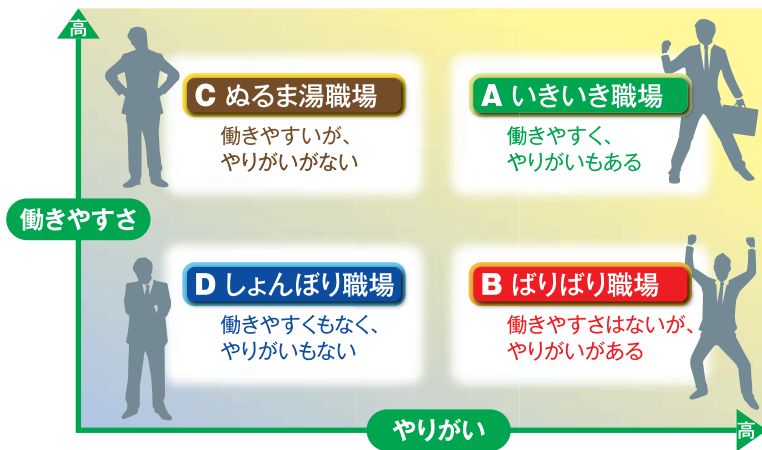 高
C ぬるま湯職場
働きやすいが、
やりがいがない
A いきいき職場
働きやすく、
やりがいもある
働きやすさ
D しょんぼり職場
働きやすくもなく、
やりがいもない
B ばりばり職場
働きやすさはないが、
やりがいがある
やりがい
高